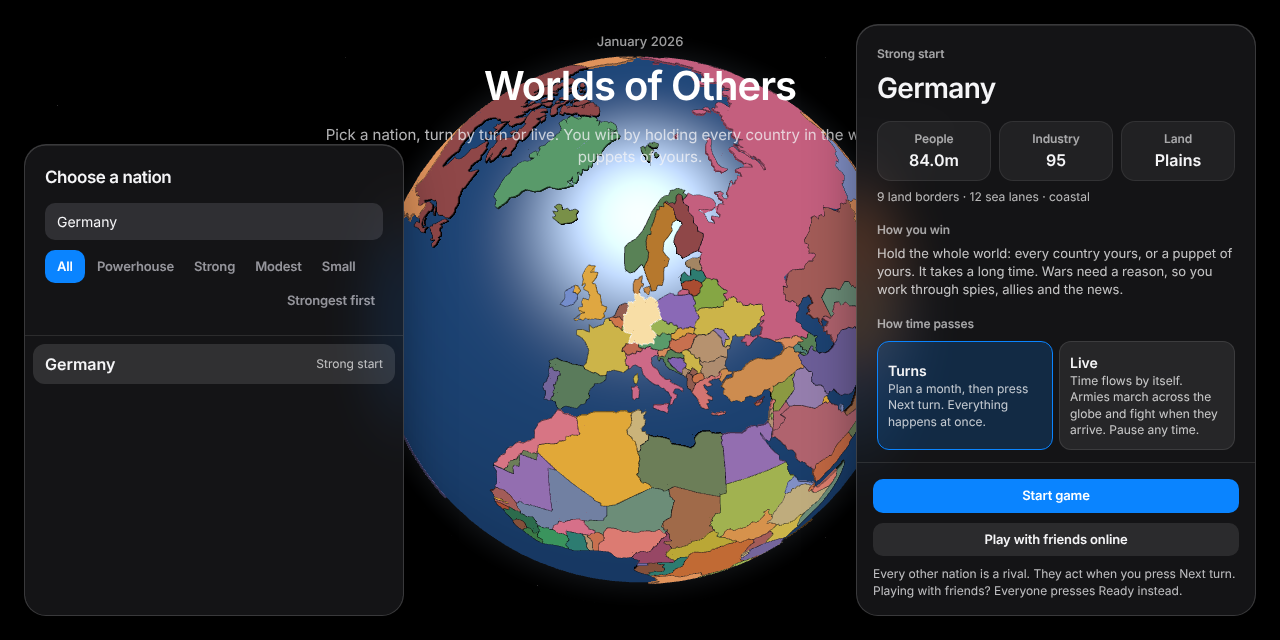 January 2026
Worlds of Others
Pick a nation, turn by turn or live. You win by holding every country in the
puppets of yours.
Choose a nation
Germany
All Powerhouse Strong Modest Small
Strongest first
Germany Strong start
Strong start
Germany
People Industry Land
84.0m 95 Plains
9 land borders · 12 sea lanes · coastal
How you win
Hold the whole world: every country yours, or a puppet of
yours. It takes a long time. Wars need a reason, so you
work through spies, allies and the news.
How time passes
Turns
Plan a month, then press
Next turn. Everything
happens at once.
Live
Time flows by itself.
Armies march across the
globe and fight when they
arrive. Pause any time.
Start game
Play with friends online
Every other nation is a rival. They act when you press Next turn.
Playing with friends? Everyone presses Ready instead.